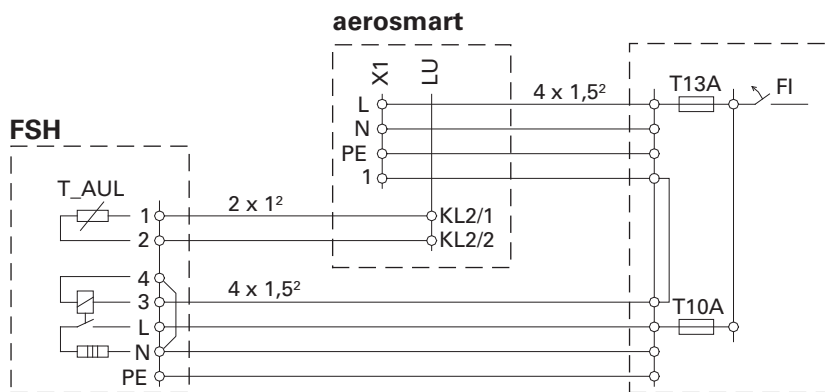 aerosmart
X1
LU
4 x 1,5²
T13A
FI
L
N
PE
1
FSH
T_AUL
1
2 x 1²
KL2/1
2
KL2/2
4
4 x 1,5²
3
T10A
L
N
PE